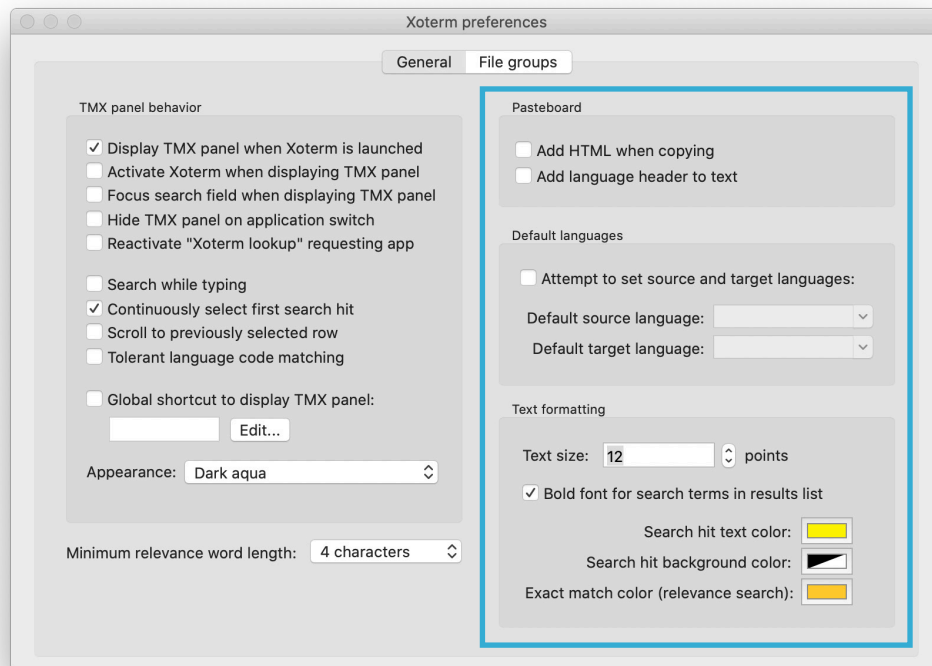 Xoterm preferences
General
File groups
TMX panel behavior
Display TMX panel when Xoterm is launched
Activate Xoterm when displaying TMX panel
Focus search field when displaying TMX panel
Hide TMX panel on application switch
Reactivate "Xoterm lookup" requesting app
Search while typing
Continuously select first search hit
Scroll to previously selected row
Tolerant language code matching
Global shortcut to display TMX panel:
Edit...
Appearance: Dark aqua
Minimum relevance word length: 4 characters
Pasteboard
Add HTML when copying
Add language header to text
Default languages
Attempt to set source and target languages:
Default source language:
Default target language:
Text formatting
Text size: 12 points
Bold font for search terms in results list
Search hit text color:
Search hit background color:
Exact match color (relevance search):